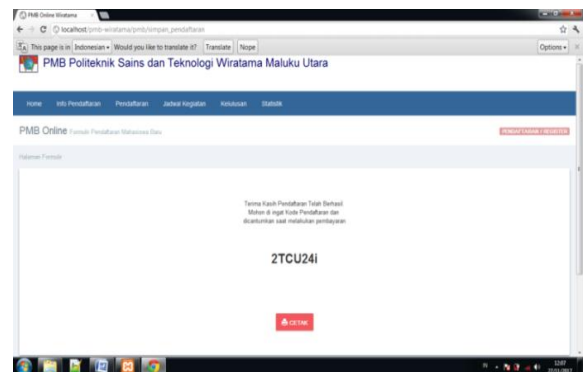 PMB Online Wiratama
localhost/pmb-wiratama/pmb/simpan_pendaftaran
This page is in Indonesian Would you like to translate it? Translate Nope Options
PMB Politeknik Sains dan Teknologi Wiratama Maluku Utara
Home Info Pendaftaran Pendaftaran Jadwal Kegiatan Kelulusan Statistik
PMB Online Formulir Pendaftaran Mahasiswa Baru PENDAFTARAN / REGISTER
Halaman Formulir
Terima Kasih Pendaftaran Telah Berhasil
Mohon di ingat Kode Pendaftaran dan
dicantumkan saat melakukan pembayaran
2TCU24i
CETAK
12:07